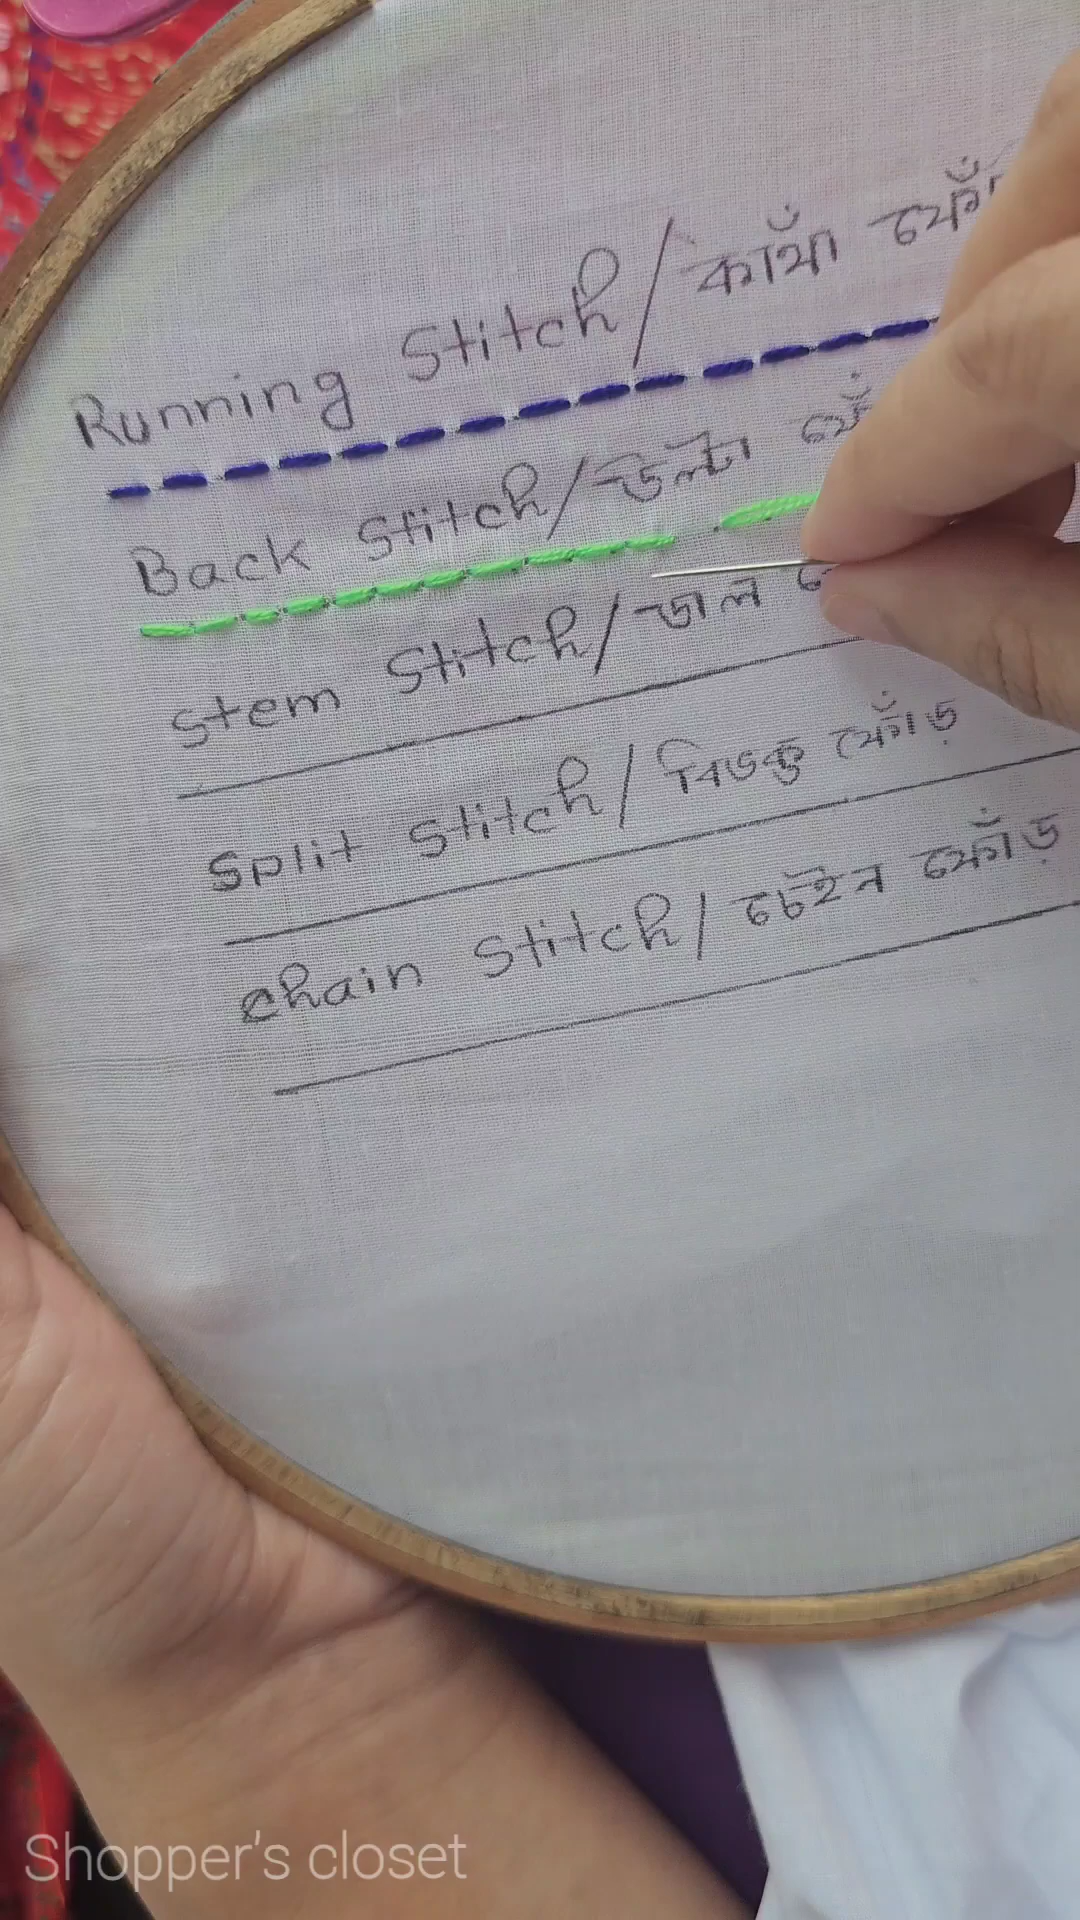 Running Stitch/কাঁথা
Back Stitch/উল্টা
Stem Stitch/ডাল
Split Stitch/বিভক্ত ফোঁড়
Chain Stitch/চেইন ফোঁড়
Shopper's closet